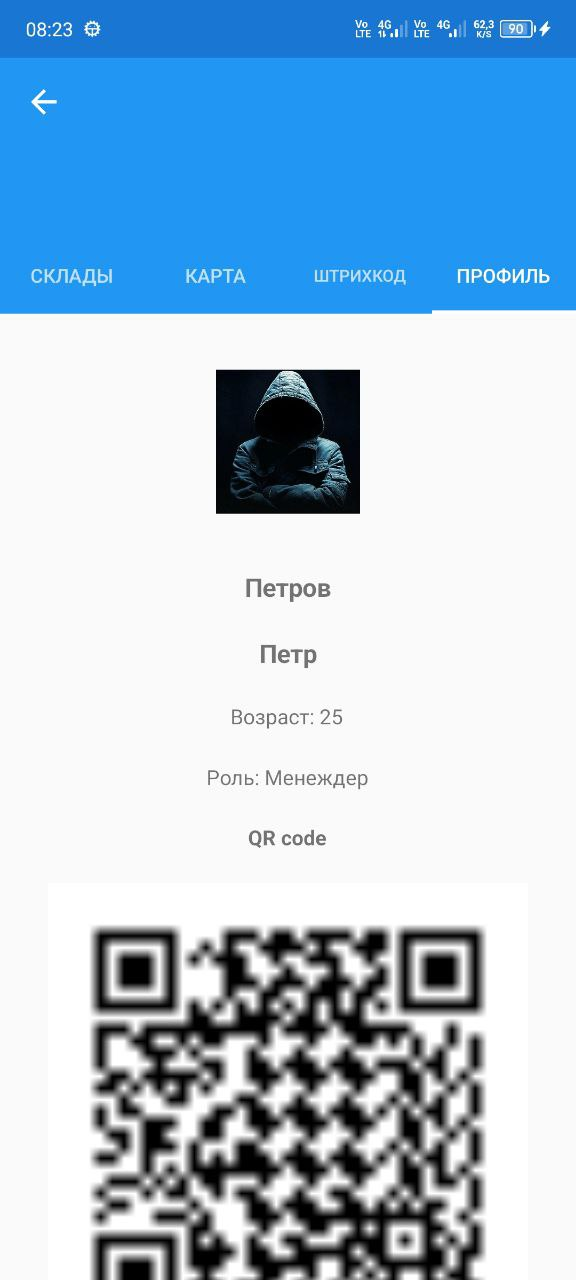 08:23 Vo LTE 4G Vo LTE 4G 62,3 K/S 90
СКЛАДЫ КАРТА ШТРИХКОД ПРОФИЛЬ
Петров
Петр
Возраст: 25
Роль: Менеждер
QR code